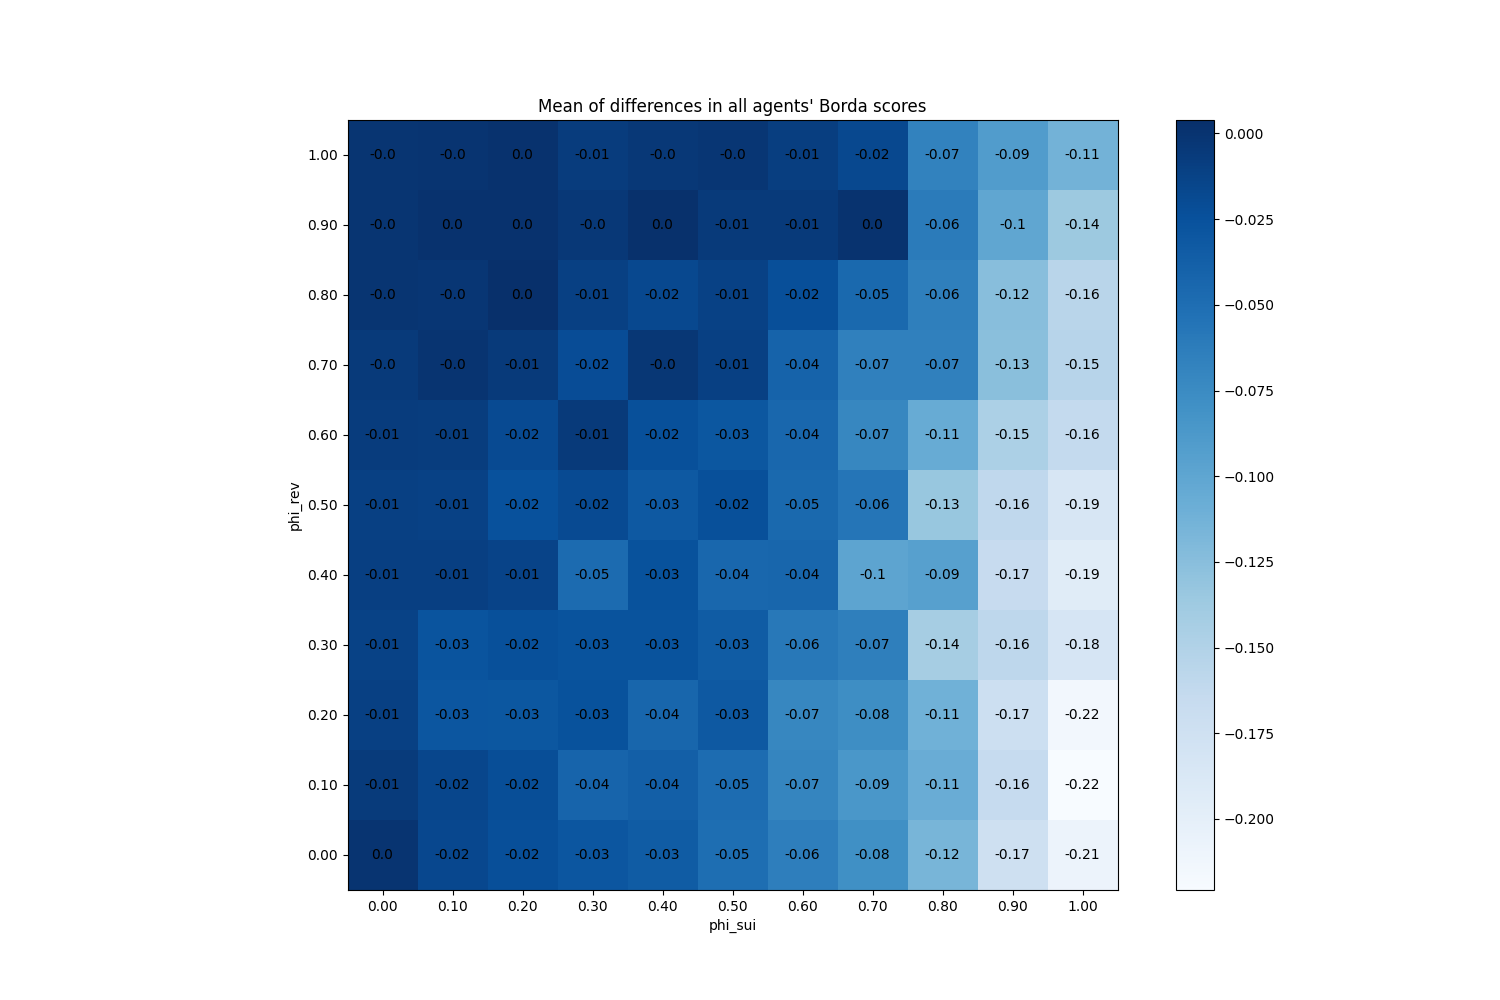 Mean of differences in all agents' Borda scores
1.00 -0.0 -0.0 0.0 -0.01 -0.0 -0.0 -0.01 -0.02 -0.07 -0.09 -0.11
0.90 -0.0 0.0 0.0 -0.0 0.0 -0.01 -0.01 0.0 -0.06 -0.1 -0.14
0.80 -0.0 -0.0 0.0 -0.01 -0.02 -0.01 -0.02 -0.05 -0.06 -0.12 -0.16
0.70 -0.0 -0.0 -0.01 -0.02 -0.0 -0.01 -0.04 -0.07 -0.07 -0.13 -0.15
0.60 -0.01 -0.01 -0.02 -0.01 -0.02 -0.03 -0.04 -0.07 -0.11 -0.15 -0.16
0.50 -0.01 -0.01 -0.02 -0.02 -0.03 -0.02 -0.05 -0.06 -0.13 -0.16 -0.19
0.40 -0.01 -0.01 -0.01 -0.05 -0.03 -0.04 -0.04 -0.1 -0.09 -0.17 -0.19
0.30 -0.01 -0.03 -0.02 -0.03 -0.03 -0.03 -0.06 -0.07 -0.14 -0.16 -0.18
0.20 -0.01 -0.03 -0.03 -0.03 -0.04 -0.03 -0.07 -0.08 -0.11 -0.17 -0.22
0.10 -0.01 -0.02 -0.02 -0.04 -0.04 -0.05 -0.07 -0.09 -0.11 -0.16 -0.22
0.00 0.0 -0.02 -0.02 -0.03 -0.03 -0.05 -0.06 -0.08 -0.12 -0.17 -0.21
0.00 0.10 0.20 0.30 0.40 0.50 0.60 0.70 0.80 0.90 1.00
phi_sui
phi_rev
0.000
−0.025
−0.050
−0.075
−0.100
−0.125
−0.150
−0.175
−0.200